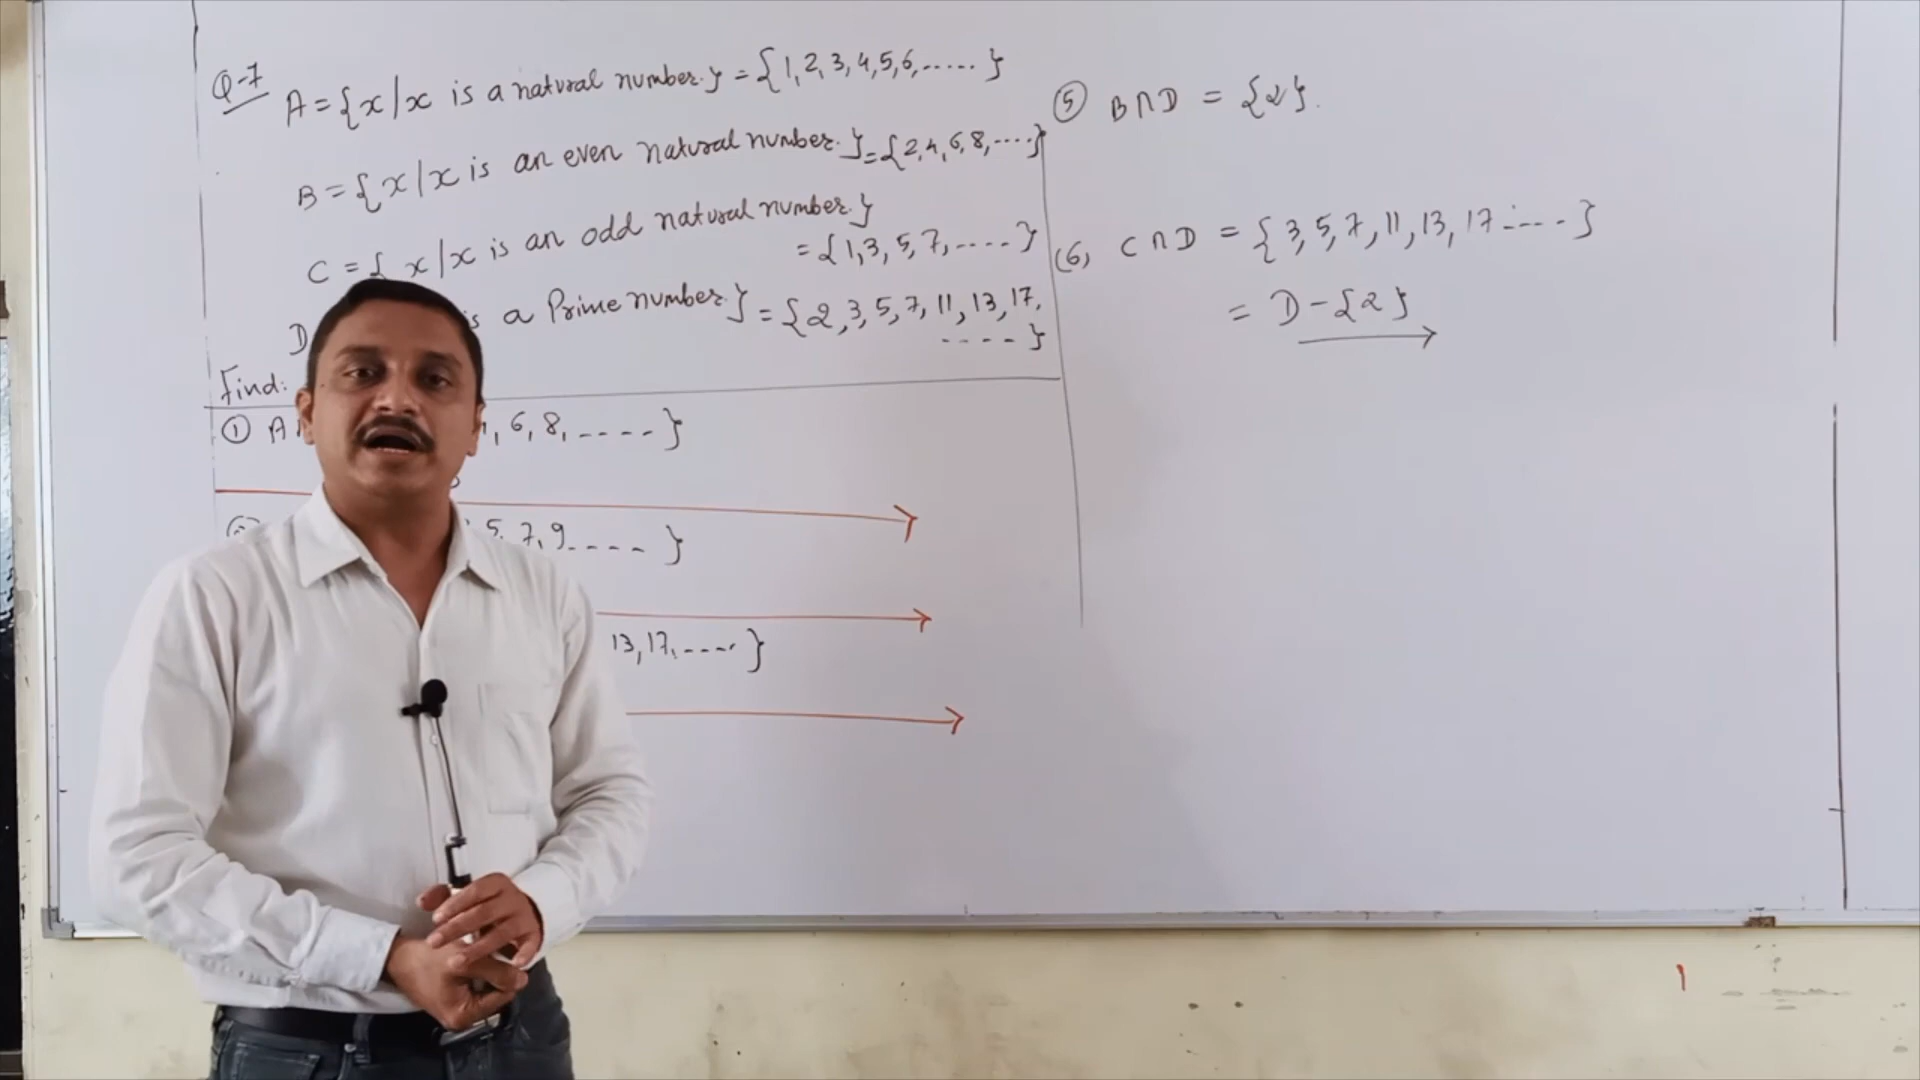 Q-7 A = {x/x is a natural number.} = {1, 2, 3, 4, 5, 6, ..... }
B = {x/x is an even natural number.} = {2, 4, 6, 8, ....}
C = { x/x is an odd natural number.}
= {1, 3, 5, 7, ..... }
D is a Prime number.} = {2, 3, 5, 7, 11, 13, 17,
.... }
Find:
① A 6, 8, .... }
5, 7, 9 .... }
13, 17, .... }
⑤ B∩D = {2}.
(6, C∩D = {3, 5, 7, 11, 13, 17 ..... }
= D - {2}